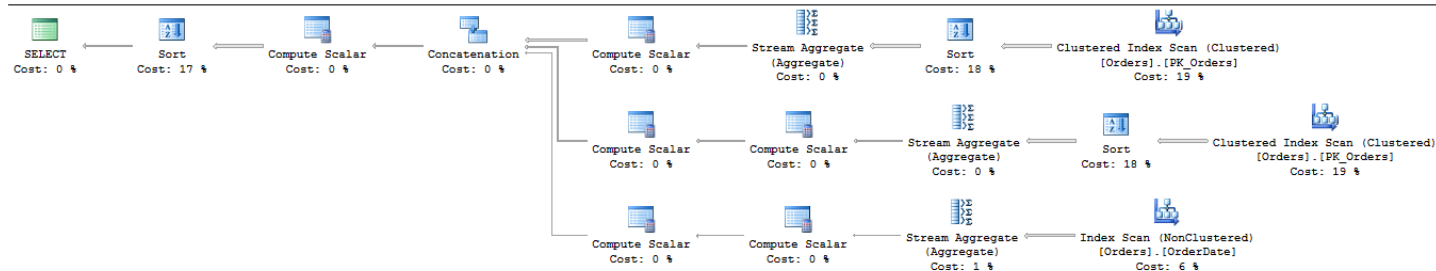 SELECT
Cost: 0 %
Sort
Cost: 17 %
Compute Scalar
Cost: 0 %
Concatenation
Cost: 0 %
Compute Scalar
Cost: 0 %
Stream Aggregate
(Aggregate)
Cost: 0 %
Sort
Cost: 18 %
Clustered Index Scan (Clustered)
[Orders].[PK_Orders]
Cost: 19 %
Compute Scalar
Cost: 0 %
Compute Scalar
Cost: 0 %
Stream Aggregate
(Aggregate)
Cost: 0 %
Sort
Cost: 18 %
Clustered Index Scan (Clustered)
[Orders].[PK_Orders]
Cost: 19 %
Compute Scalar
Cost: 0 %
Compute Scalar
Cost: 0 %
Stream Aggregate
(Aggregate)
Cost: 1 %
Index Scan (NonClustered)
[Orders].[OrderDate]
Cost: 6 %